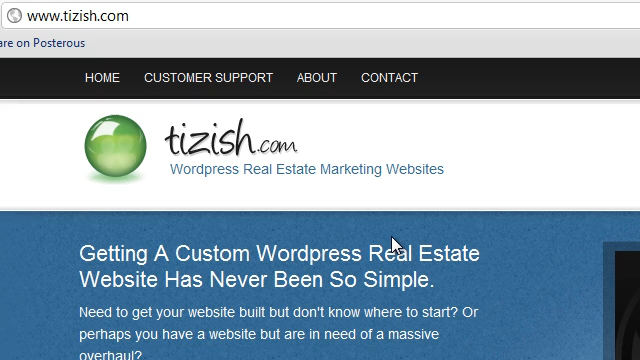 www.tizish.com
are on Posterous
HOME CUSTOMER SUPPORT ABOUT CONTACT
tizish.com
Wordpress Real Estate Marketing Websites
Getting A Custom Wordpress Real Estate
Website Has Never Been So Simple.
Need to get your website built but don't know where to start? Or
perhaps you have a website but are in need of a massive
overhaul?